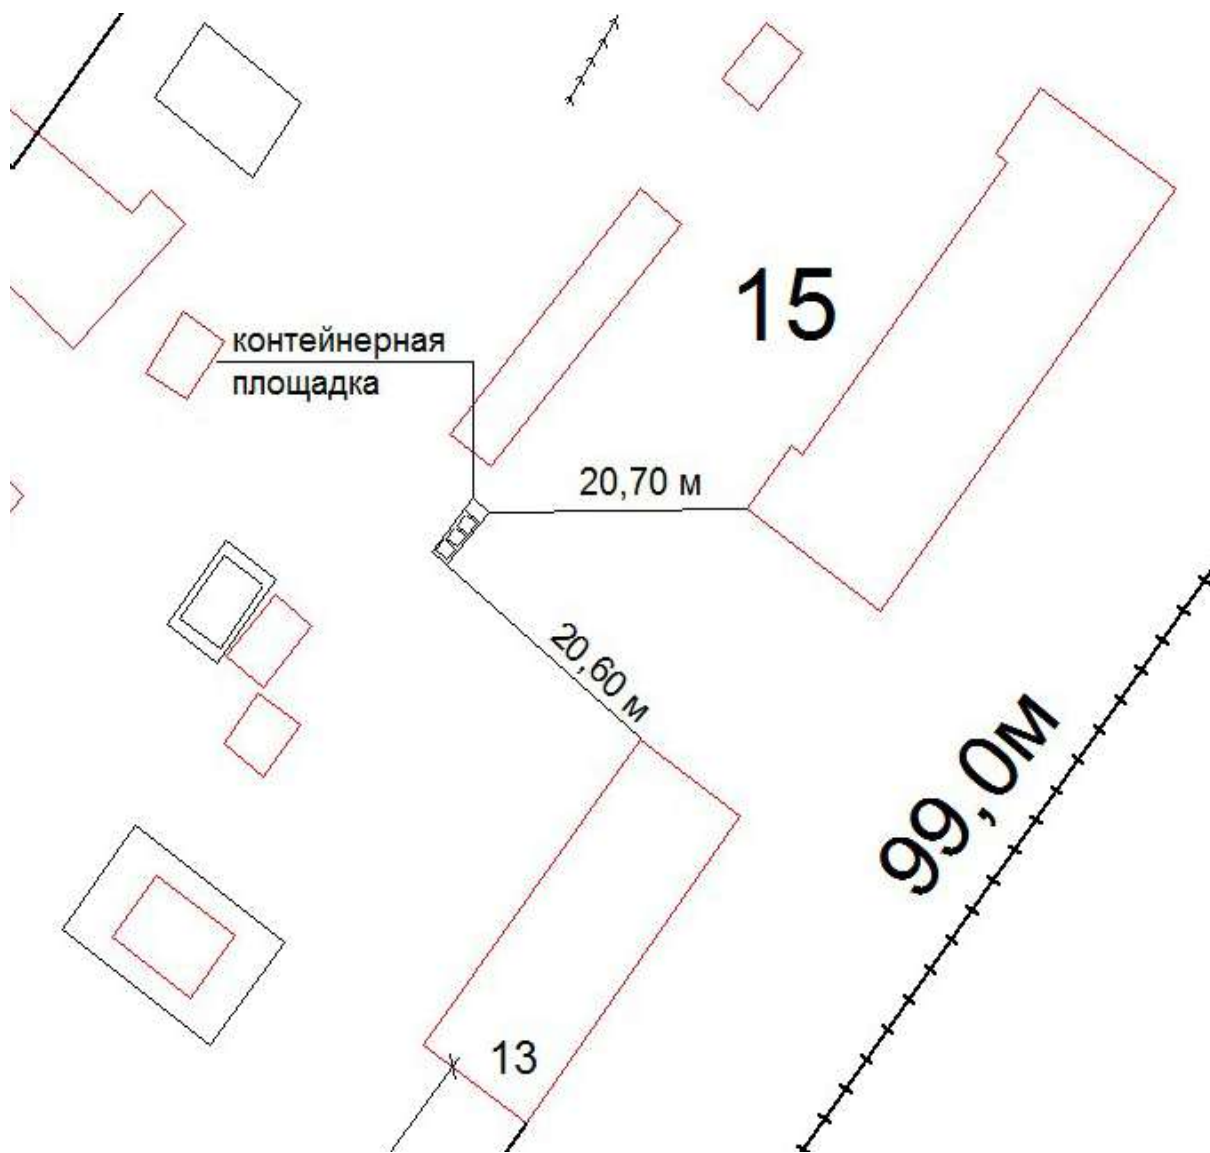 15
контейнерная
площадка
20,70 м
20,60 м
99,0м
13